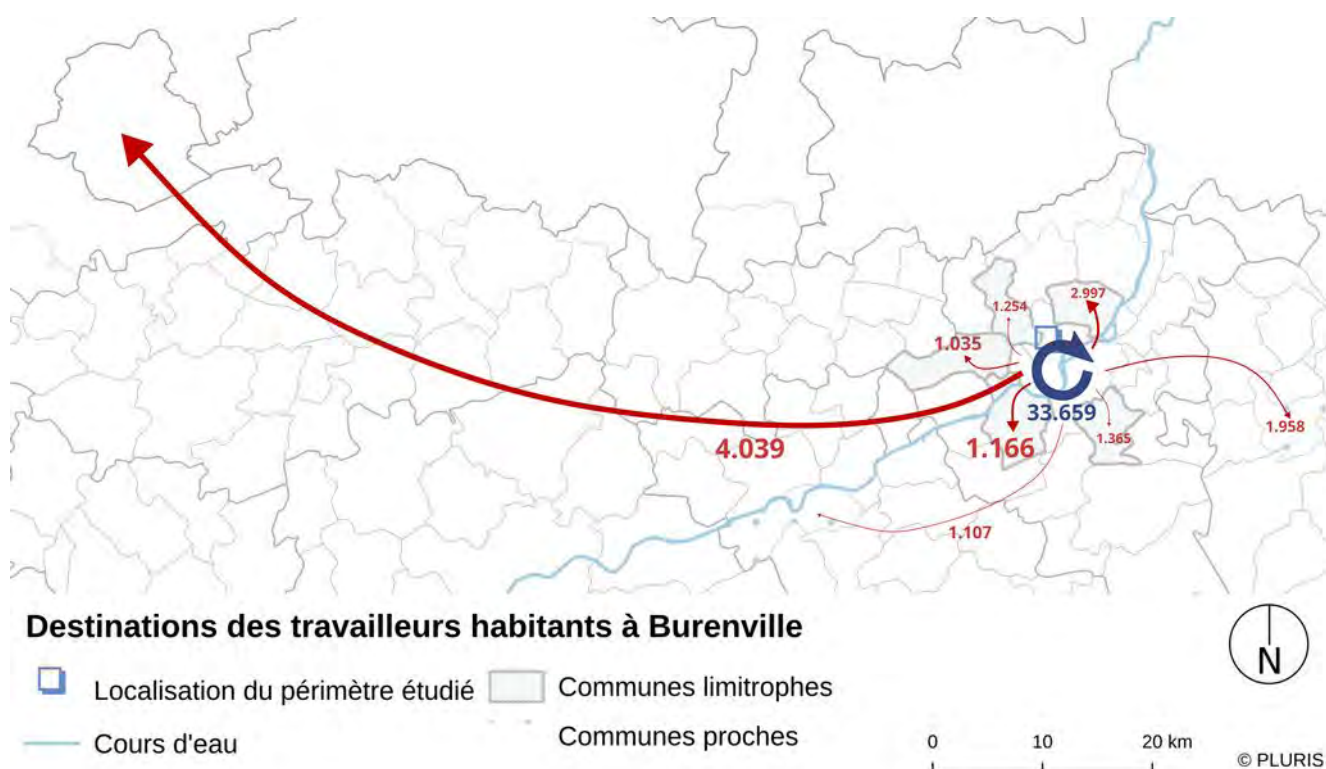 2.997
1.254
1.035
33.659
1.958
1.365
4.039
1.166
1.107
Destinations des travailleurs habitants à Burenville
Localisation du périmètre étudié
Communes limitrophes
Cours d'eau
Communes proches
N
0 10 20 km
© PLURIS